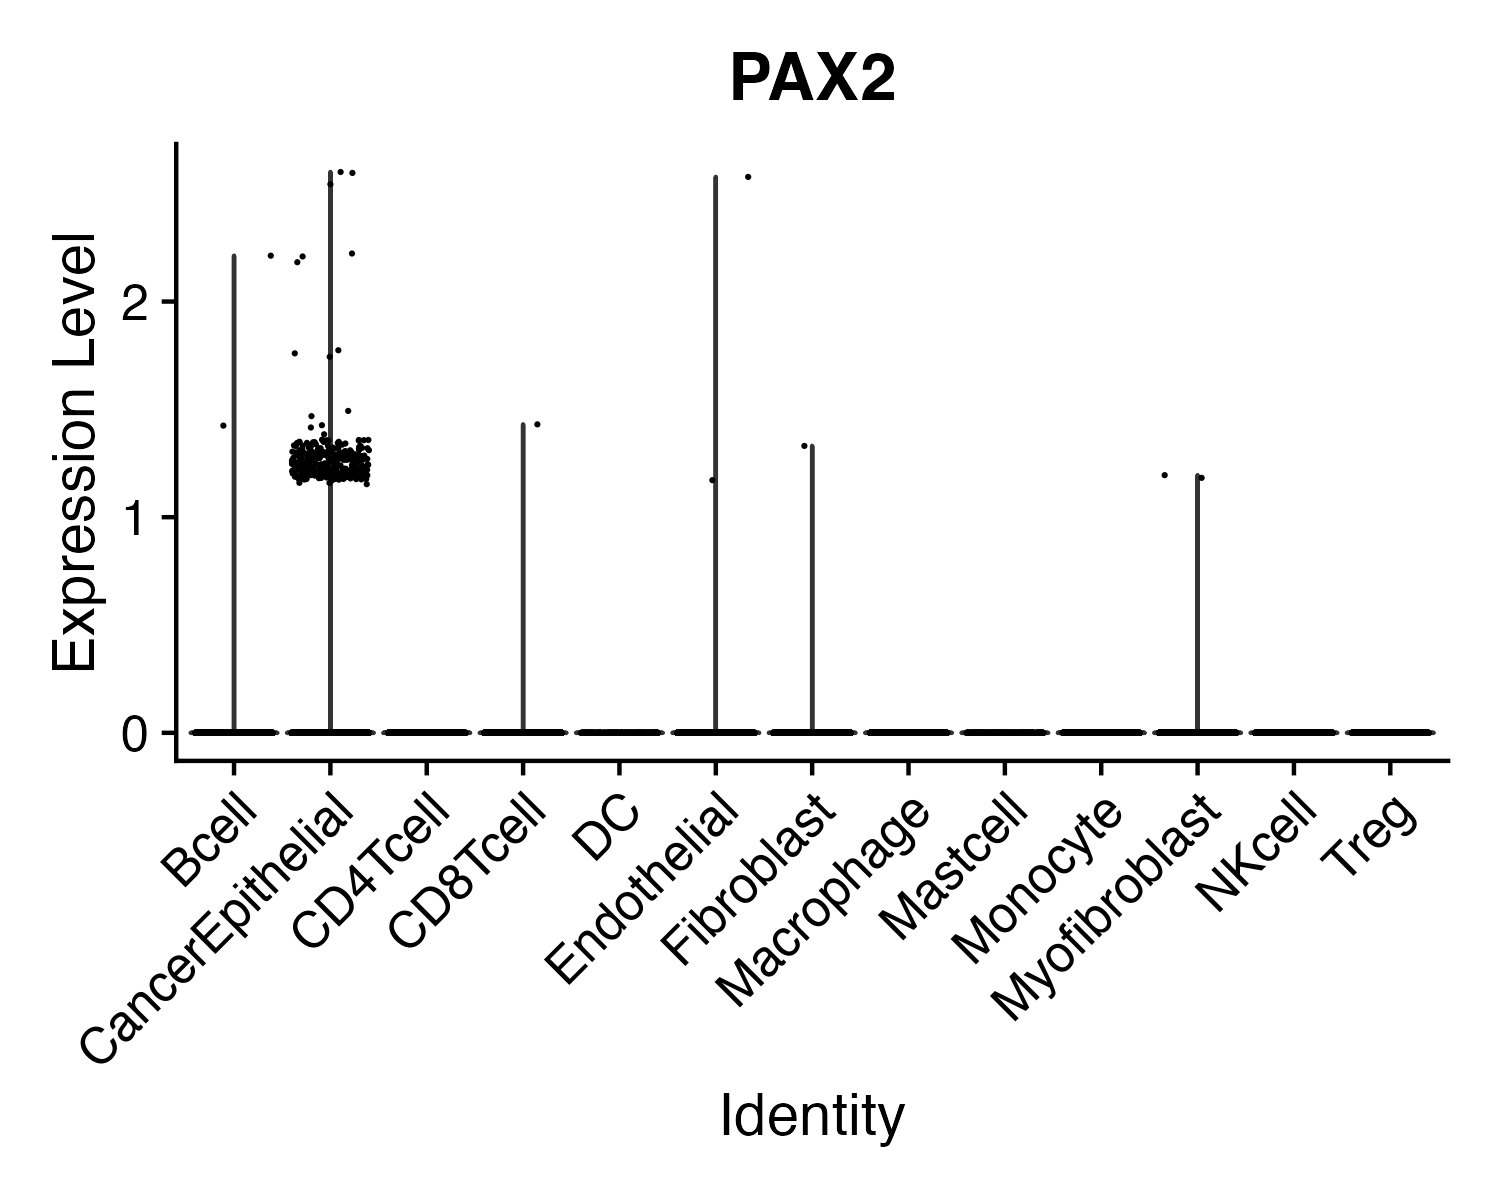 PAX2
Expression Level
2
1
0
Bcell
CancerEpithelial
CD4Tcell
CD8Tcell
DC
Endothelial
Fibroblast
Macrophage
Mastcell
Monocyte
Myofibroblast
NKcell
Treg
Identity